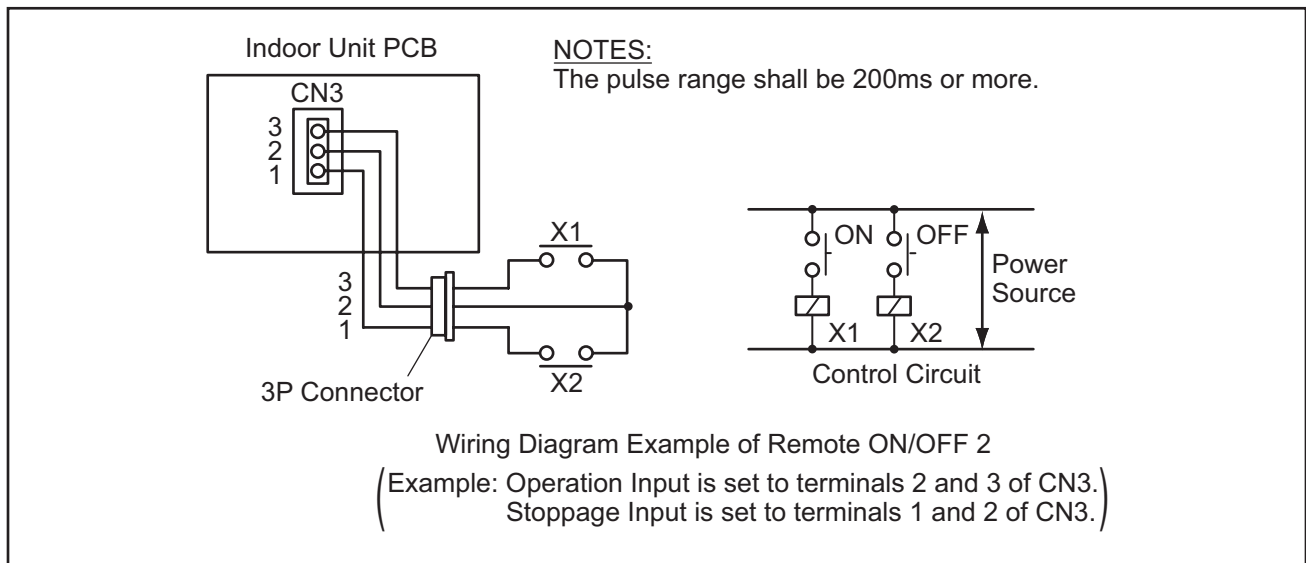 Indoor Unit PCB
NOTES:
The pulse range shall be 200ms or more.
CN3
3
2
1
X1
3
2
1
X2
3P Connector
ON
OFF
Power
Source
X1
X2
Control Circuit
Wiring Diagram Example of Remote ON/OFF 2
(Example: Operation Input is set to terminals 2 and 3 of CN3.
Stoppage Input is set to terminals 1 and 2 of CN3.)